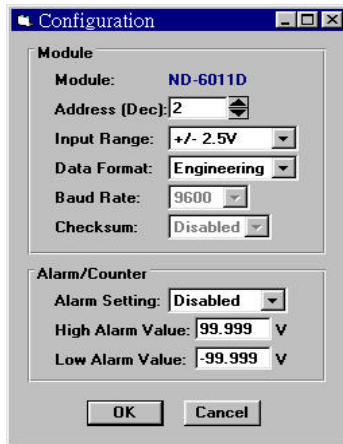 Configuration
Module
Module: ND-6011D
Address (Dec): 2
Input Range: +/- 2.5V
Data Format: Engineering
Baud Rate: 9600
Checksum: Disabled
Alarm/Counter
Alarm Setting: Disabled
High Alarm Value: 99.999 V
Low Alarm Value: -99.999 V
OK Cancel